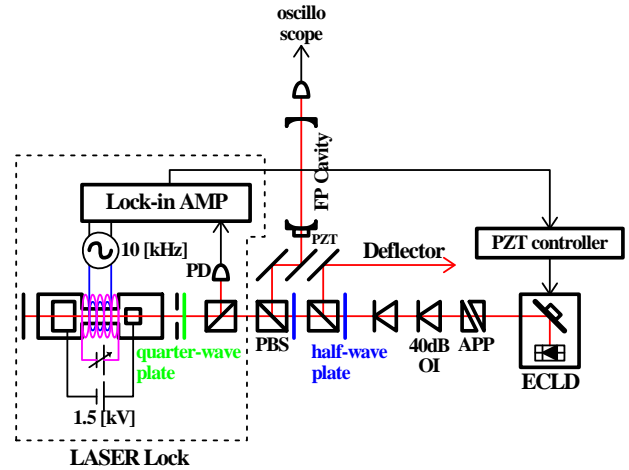 oscillo
scope
FP Cavity
Lock-in AMP
10 [kHz]
PD
PZT
Deflector
PZT controller
PBS
quarter-wave
plate
half-wave
plate
40dB
OI
APP
ECLD
1.5 [kV]
LASER Lock